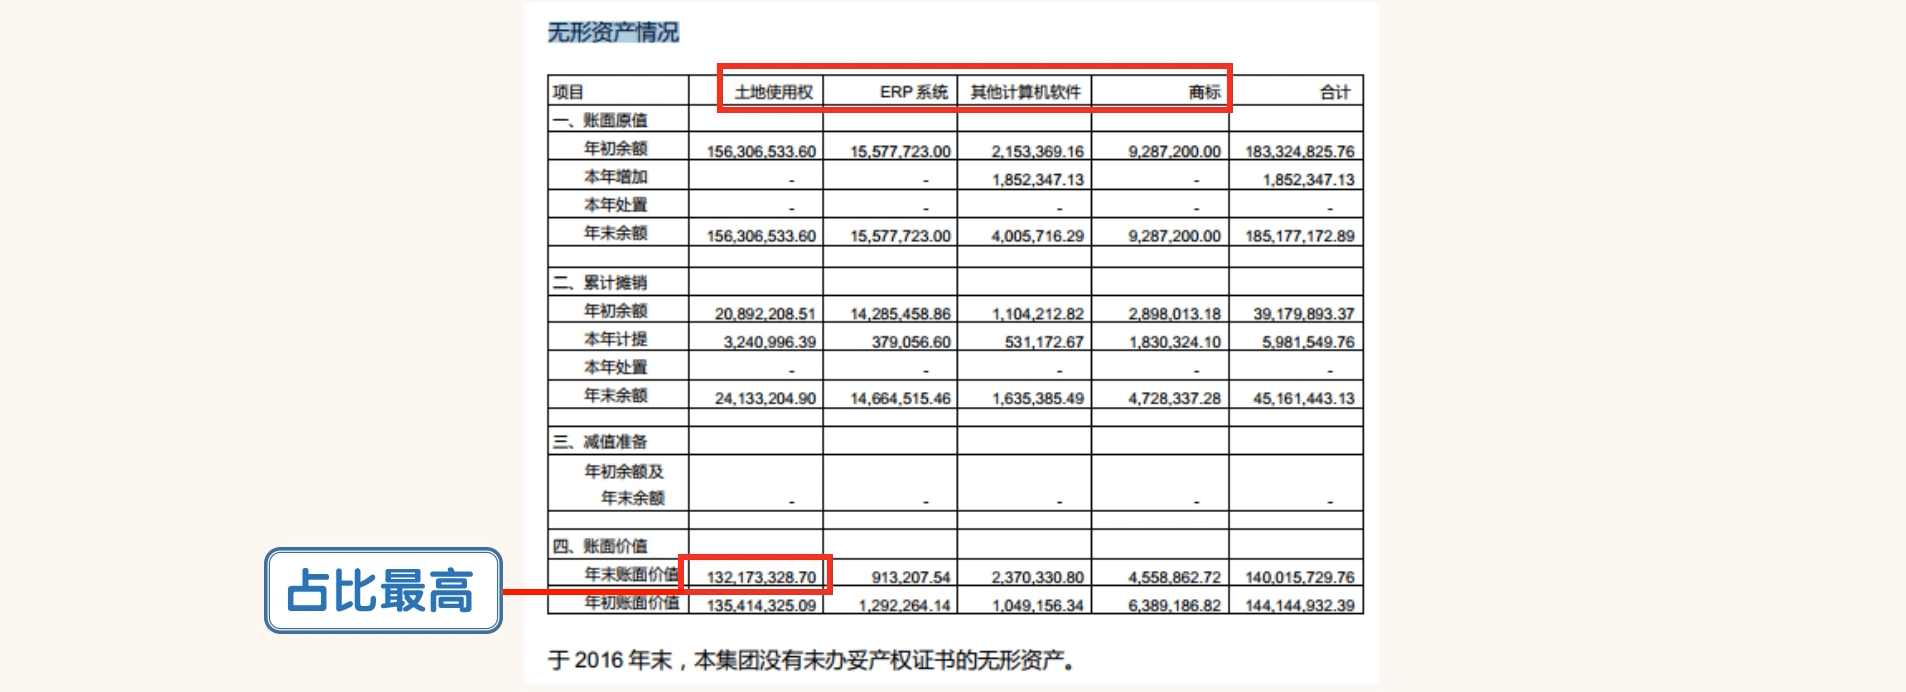 无形资产情况
项目 土地使用权 ERP 系统 其他计算机软件 商标 合计
一、账面原值
年初余额 156,306,533.60 15,577,723.00 2,153,369.16 9,287,200.00 183,324,825.76
本年增加 - - 1,852,347.13 - 1,852,347.13
本年处置 - - - - -
年末余额 156,306,533.60 15,577,723.00 4,005,716.29 9,287,200.00 185,177,172.89
二、累计摊销
年初余额 20,892,208.51 14,285,458.86 1,104,212.82 2,898,013.18 39,179,893.37
本年计提 3,240,996.39 379,056.60 531,172.67 1,830,324.10 5,981,549.76
本年处置 - - - - -
年末余额 24,133,204.90 14,664,515.46 1,635,385.49 4,728,337.28 45,161,443.13
三、减值准备
年初余额及
年末余额 - - - - -
四、账面价值
年末账面价值 132,173,328.70 913,207.54 2,370,330.80 4,558,862.72 140,015,729.76
占比最高
年初账面价值 135,414,325.09 1,292,264.14 1,049,156.34 6,389,186.82 144,144,932.39
于 2016 年末，本集团没有未办妥产权证书的无形资产。